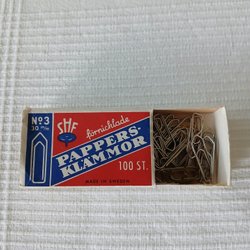 Nº3
30 m/m
SHF
förnicklade
PAPPERS-
KLAMMOR
100 ST.
MADE IN SWEDEN